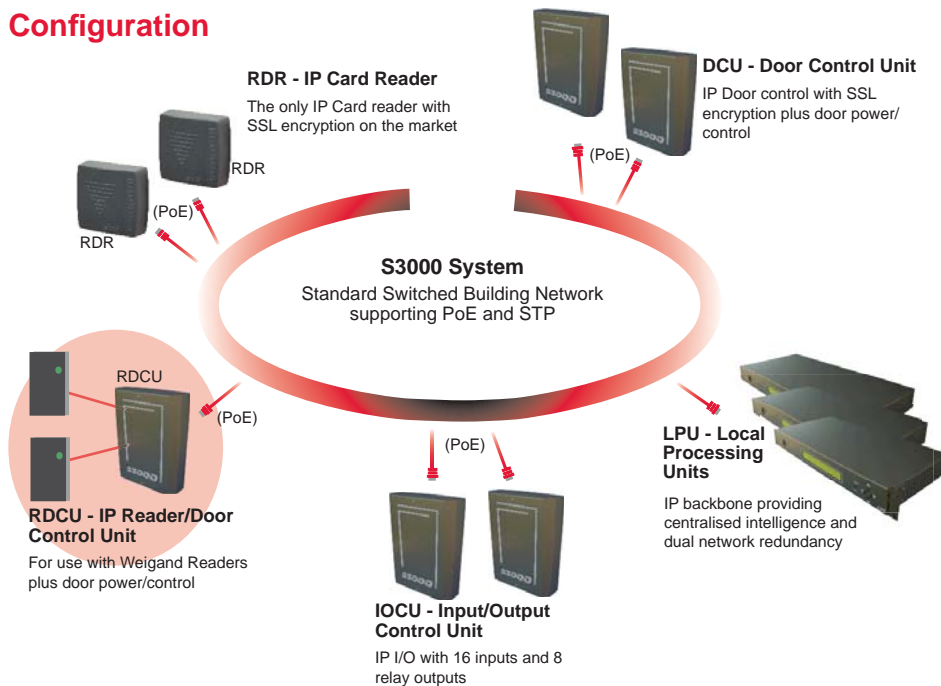 Configuration
RDR - IP Card Reader
The only IP Card reader with
SSL encryption on the market
RDR
RDR
(PoE)
DCU - Door Control Unit
IP Door control with SSL
encryption plus door power/
control
(PoE)
S3000 System
Standard Switched Building Network
supporting PoE and STP
RDCU
(PoE)
RDCU - IP Reader/Door
Control Unit
For use with Weigand Readers
plus door power/control
(PoE)
IOCU - Input/Output
Control Unit
IP I/O with 16 inputs and 8
relay outputs
LPU - Local
Processing
Units
IP backbone providing
centralised intelligence and
dual network redundancy